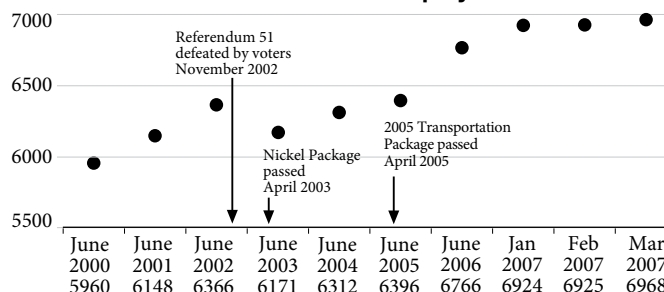 7000
Referendum 51
defeated by voters
November 2002
6500
2005 Transportation
Package passed
April 2005
6000
Nickel Package
passed
April 2003
5500
June June June June June June June Jan Feb Mar
2000 2001 2002 2003 2004 2005 2006 2007 2007 2007
5960 6148 6366 6171 6312 6396 6766 6924 6925 6968